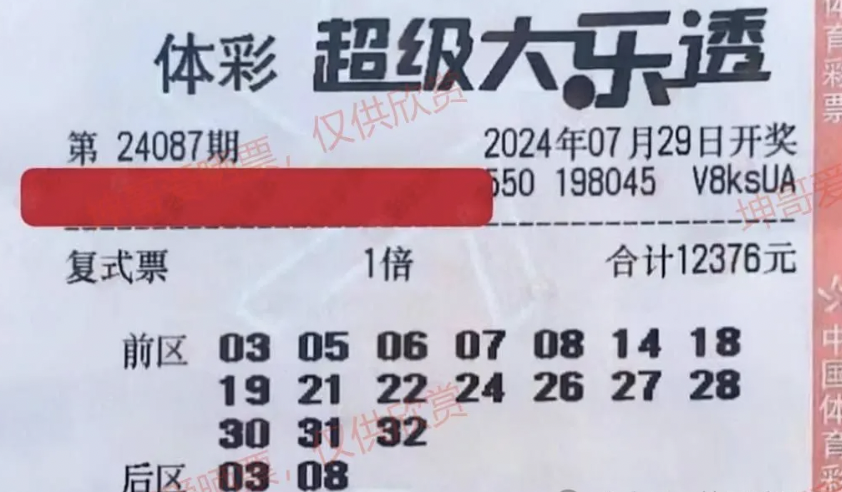 体彩 超级大乐透
第 24087期 2024年07月29日开奖
550 198045 V8ksUA
复式票 1倍 合计12376元
前区 03 05 06 07 08 14 18
19 21 22 24 26 27 28
30 31 32
后区 03 08
仅供欣赏
票，仅供欣赏
坤哥爱
体育彩票
中国体育彩